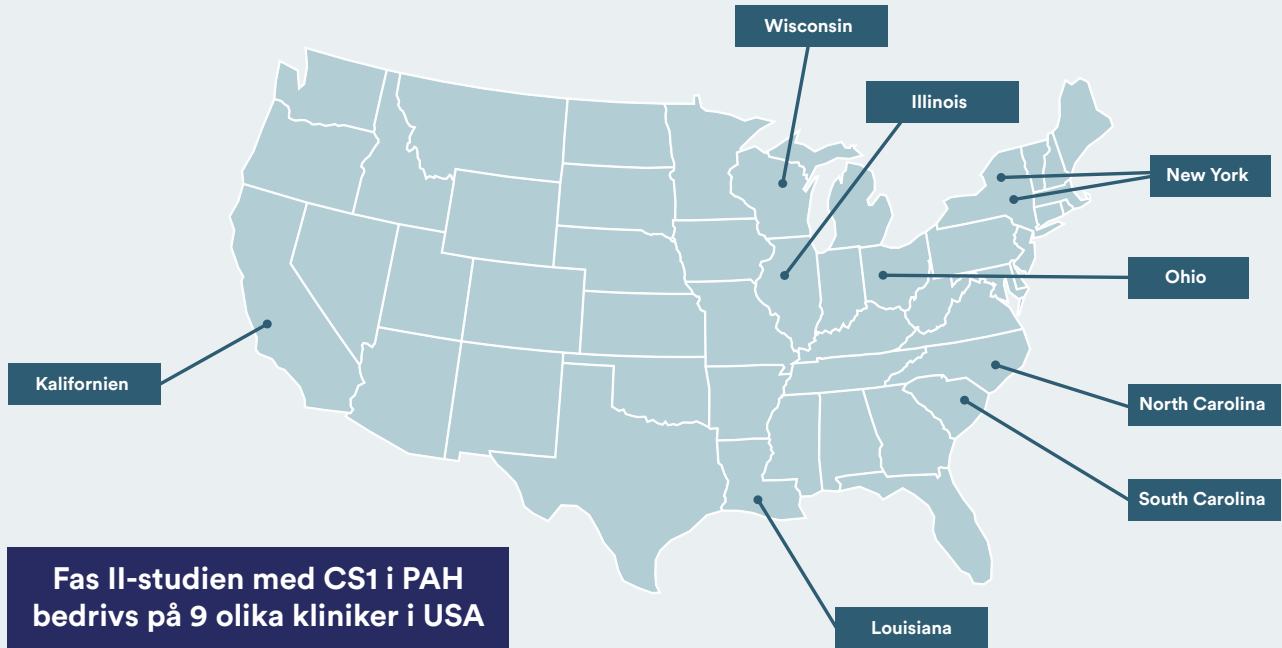 Wisconsin
Illinois
New York
Ohio
Kalifornien
North Carolina
South Carolina
Fas II-studien med CS1 i PAH
bedrivs på 9 olika kliniker i USA
Louisiana